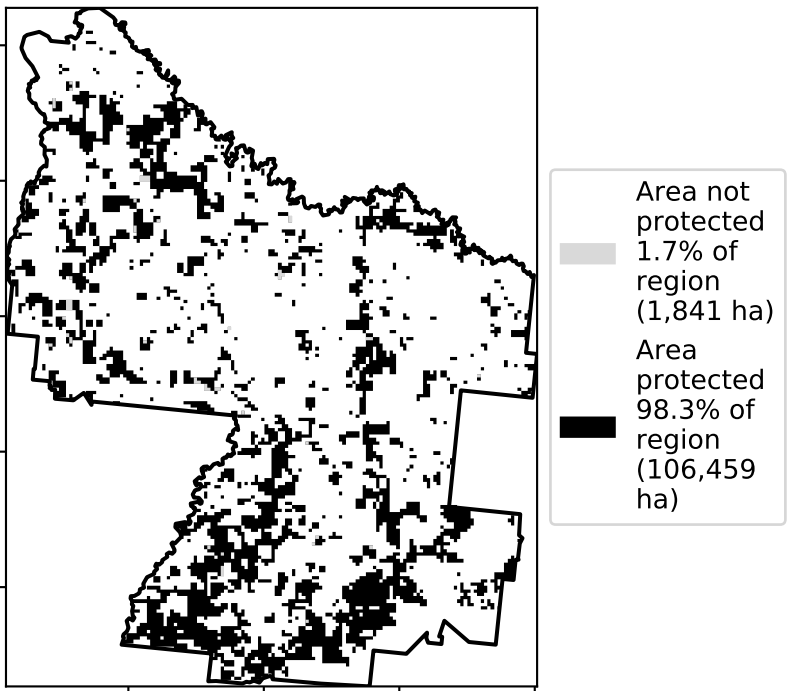 Area not
protected
1.7% of
region
(1,841 ha)
Area
protected
98.3% of
region
(106,459
ha)